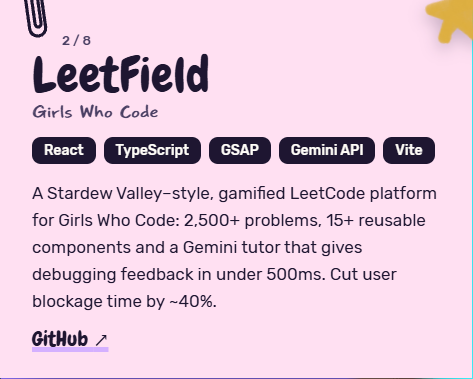 2 / 8
LeetField
Girls Who Code
React TypeScript GSAP Gemini API Vite
A Stardew Valley–style, gamified LeetCode platform
for Girls Who Code: 2,500+ problems, 15+ reusable
components and a Gemini tutor that gives
debugging feedback in under 500ms. Cut user
blockage time by ~40%.
GitHub ↗